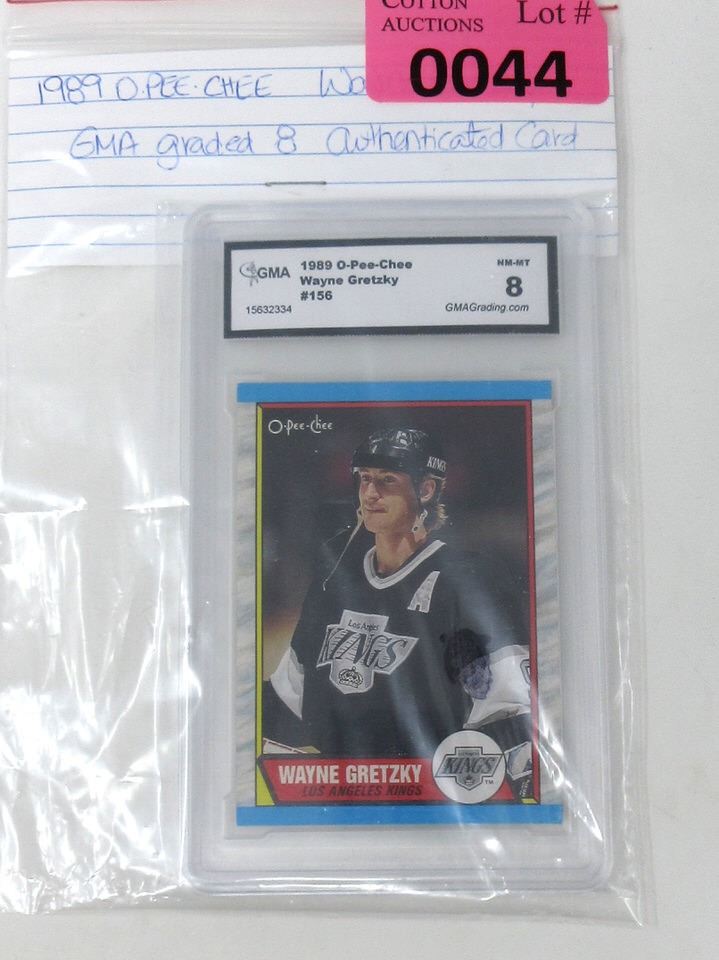 COTTON
AUCTIONS Lot #
0044
1989 O.PEE.CHEE
GMA graded 8 Authenticated Card
GMA
1989 O-Pee-Chee
Wayne Gretzky
#156
15632334
NM-MT
8
GMAGrading.com
O-Pee-Chee
KINGS
A
Los Angeles
KINGS
WAYNE GRETZKY
LOS ANGELES KINGS
KINGS
TM